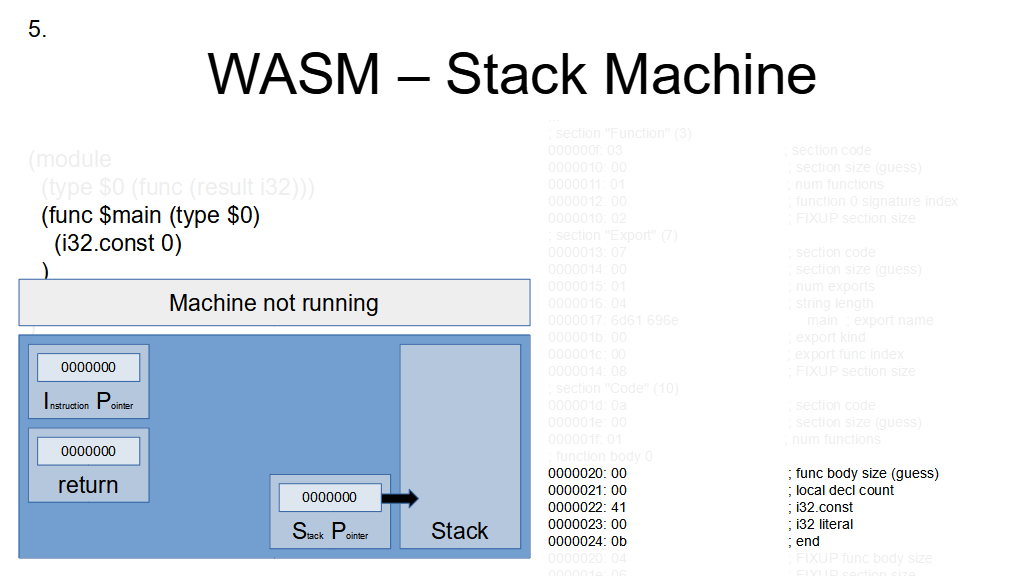 5.
WASM – Stack Machine
(module
(type $0 (func (result i32)))
(func $main (type $0)
(i32.const 0)
)
Machine not running
0000000
Instruction Pointer
0000000
return
0000000
Stack Pointer
Stack
...
; section "Function" (3)
000000f: 03 ; section code
0000010: 00 ; section size (guess)
0000011: 01 ; num functions
0000012: 00 ; function 0 signature index
0000010: 02 ; FIXUP section size
; section "Export" (7)
0000013: 07 ; section code
0000014: 00 ; section size (guess)
0000015: 01 ; num exports
0000016: 04 ; string length
0000017: 6d61 696e main ; export name
000001b: 00 ; export kind
000001c: 00 ; export func index
0000014: 08 ; FIXUP section size
; section "Code" (10)
000001d: 0a ; section code
000001e: 00 ; section size (guess)
000001f: 01 ; num functions
; function body 0
0000020: 00 ; func body size (guess)
0000021: 00 ; local decl count
0000022: 41 ; i32.const
0000023: 00 ; i32 literal
0000024: 0b ; end
0000020: 04 ; FIXUP func body size
000001e: 06 ; FIXUP section size